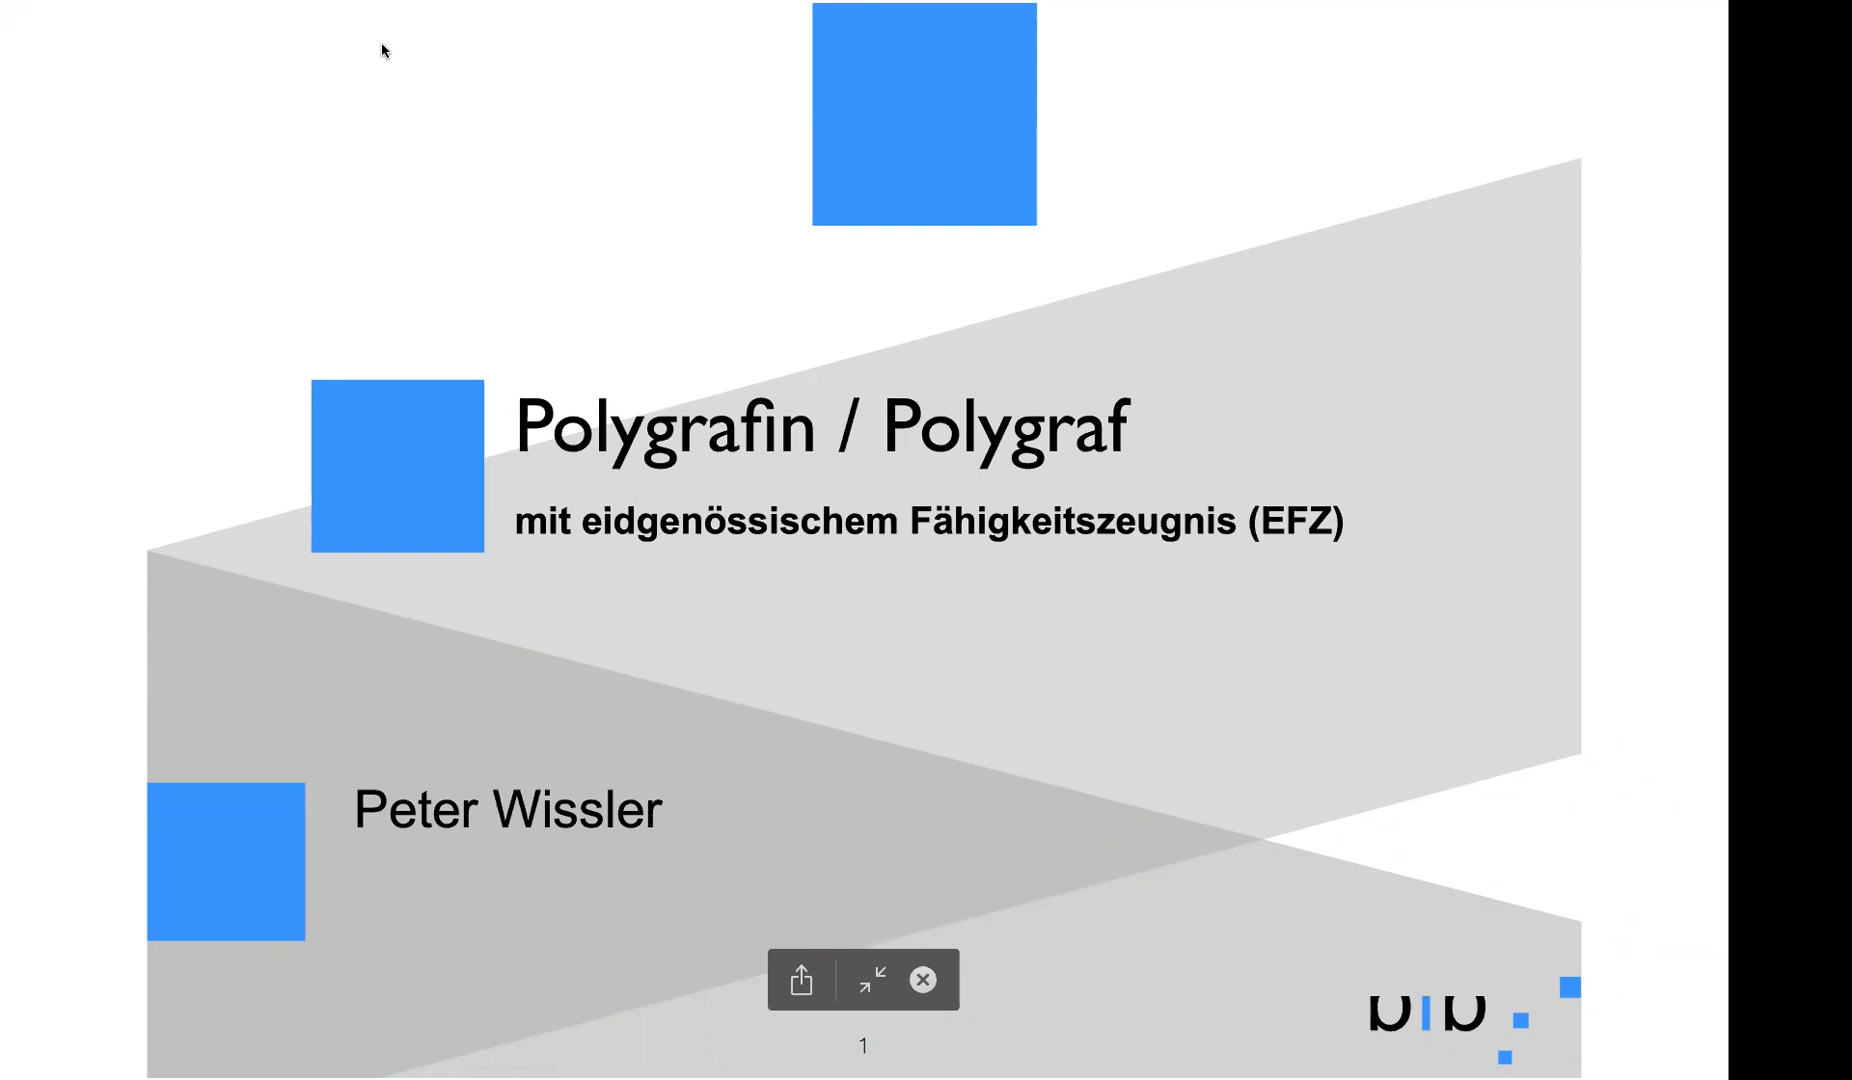 Polygrafin / Polygraf
mit eidgenössischem Fähigkeitszeugnis (EFZ)
Peter Wissler
1